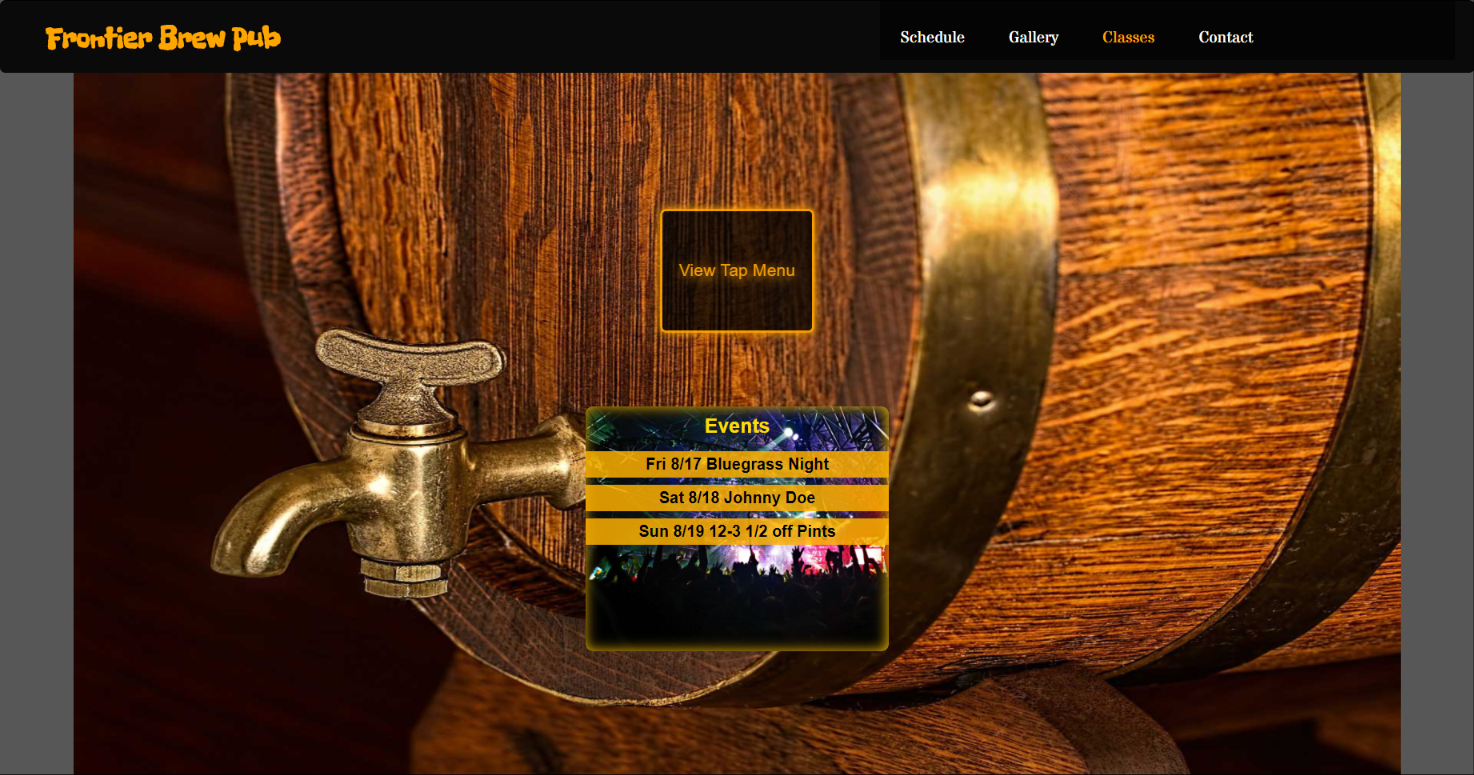 Frontier Brew Pub
Schedule Gallery Classes Contact
View Tap Menu
Events
Fri 8/17 Bluegrass Night
Sat 8/18 Johnny Doe
Sun 8/19 12-3 1/2 off Pints